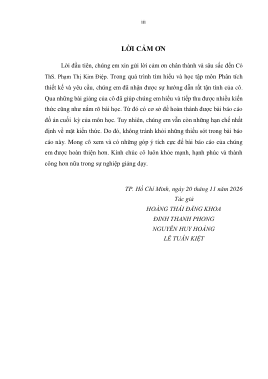 iii
LỜI CẢM ƠN
Lời đầu tiên, chúng em xin gửi lời cảm ơn chân thành và sâu sắc đến Cô
ThS. Phạm Thị Kim Điệp. Trong quá trình tìm hiểu và học tập môn Phân tích
thiết kế và yêu cầu, chúng em đã nhận được sự hướng dẫn rất tận tình của cô.
Qua những bài giảng của cô đã giúp chúng em hiểu và tiếp thu được nhiều kiến
thức cũng như nắm rõ bài học. Từ đó có cơ sở để hoàn thành được bài báo cáo
đồ án cuối kỳ của môn học. Tuy nhiên, chúng em vẫn còn những hạn chế nhất
định về mặt kiến thức. Do đó, không tránh khỏi những thiếu sót trong bài báo
cáo này. Mong cô xem và có những góp ý tích cực để bài báo cáo của chúng
em được hoàn thiện hơn. Kính chúc cô luôn khỏe mạnh, hạnh phúc và thành
công hơn nữa trong sự nghiệp giảng dạy.
TP. Hồ Chí Minh, ngày 20 tháng 11 năm 2026
Tác giả
HOÀNG THÁI ĐĂNG KHOA
ĐINH THANH PHONG
NGUYỄN HUY HOÀNG
LÊ TUẤN KIỆT